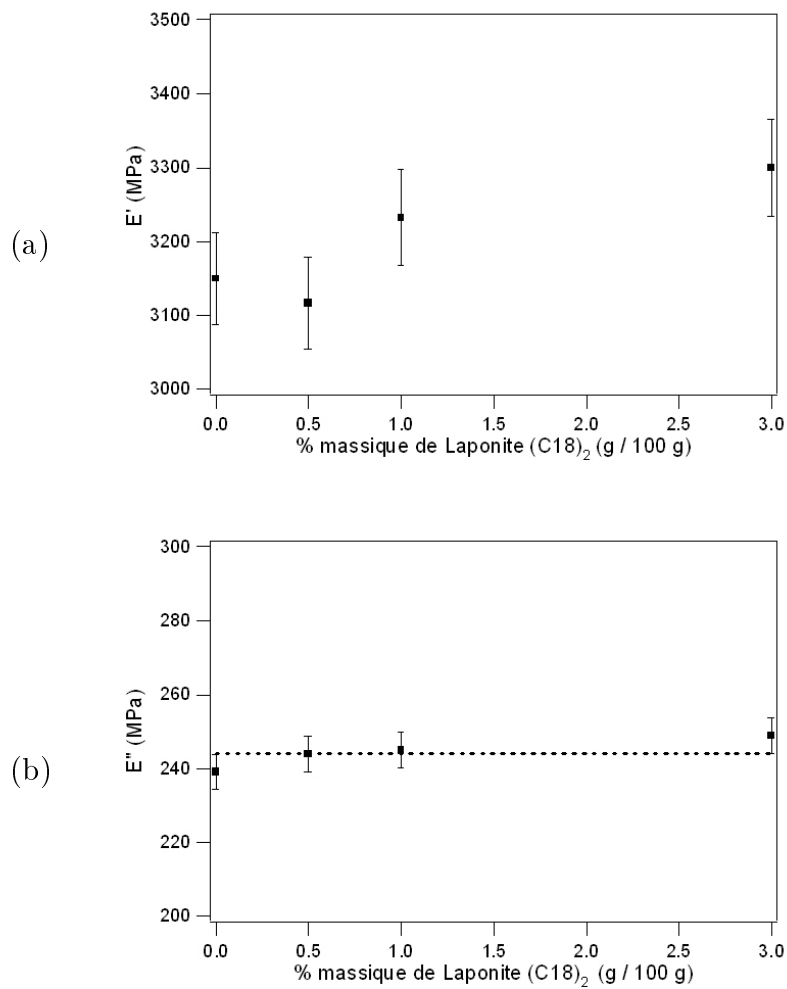 3500
3400
3300
3200
3100
3000
E' (MPa)
(a)
0.0 0.5 1.0 1.5 2.0 2.5 3.0
% massique de Laponite (C18)₂ (g / 100 g)
300
280
260
240
220
200
E" (MPa)
(b)
0.0 0.5 1.0 1.5 2.0 2.5 3.0
% massique de Laponite (C18)₂ (g / 100 g)